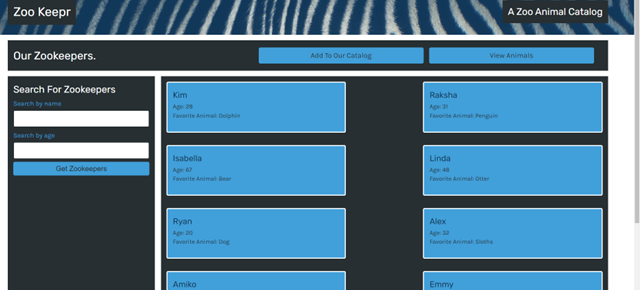 Zoo Keepr
A Zoo Animal Catalog
Our Zookeepers.
Add To Our Catalog
View Animals
Search For Zookeepers
Search by name
Search by age
Get Zookeepers
Kim
Age: 28
Favorite Animal: Dolphin
Raksha
Age: 31
Favorite Animal: Penguin
Isabella
Age: 67
Favorite Animal: Bear
Linda
Age: 48
Favorite Animal: Otter
Ryan
Age: 20
Favorite Animal: Dog
Alex
Age: 32
Favorite Animal: Sloths
Amiko
Emmy